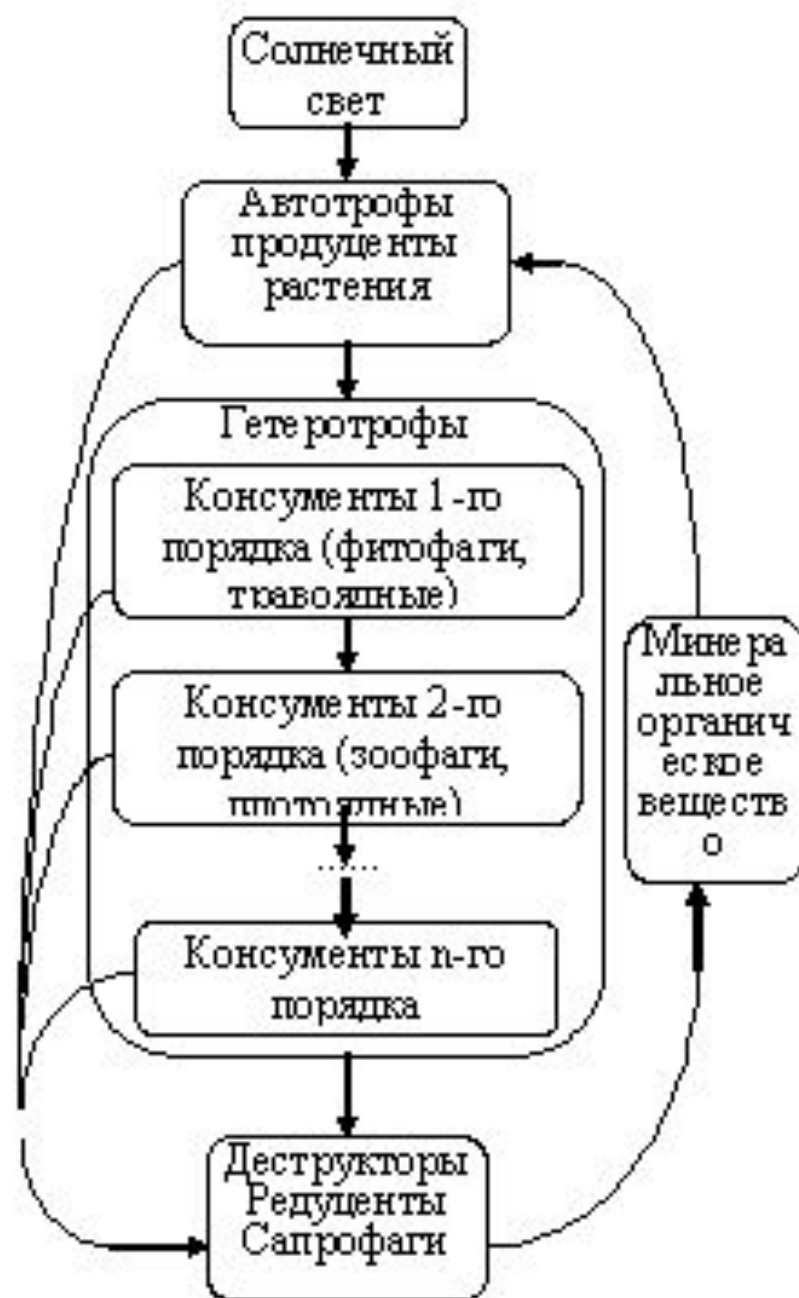 Солнечный
свет
Автотрофы
продуценты
растения
Гетеротрофы
Консументы 1-го
порядка (фитофаги,
травоядные)
Консументы 2-го
порядка (зоофаги,
плотоядные)
......
Консументы n-го
порядка
Минера
льное
органич
еское
веществ
о
Деструкторы
Редуценты
Сапрофаги